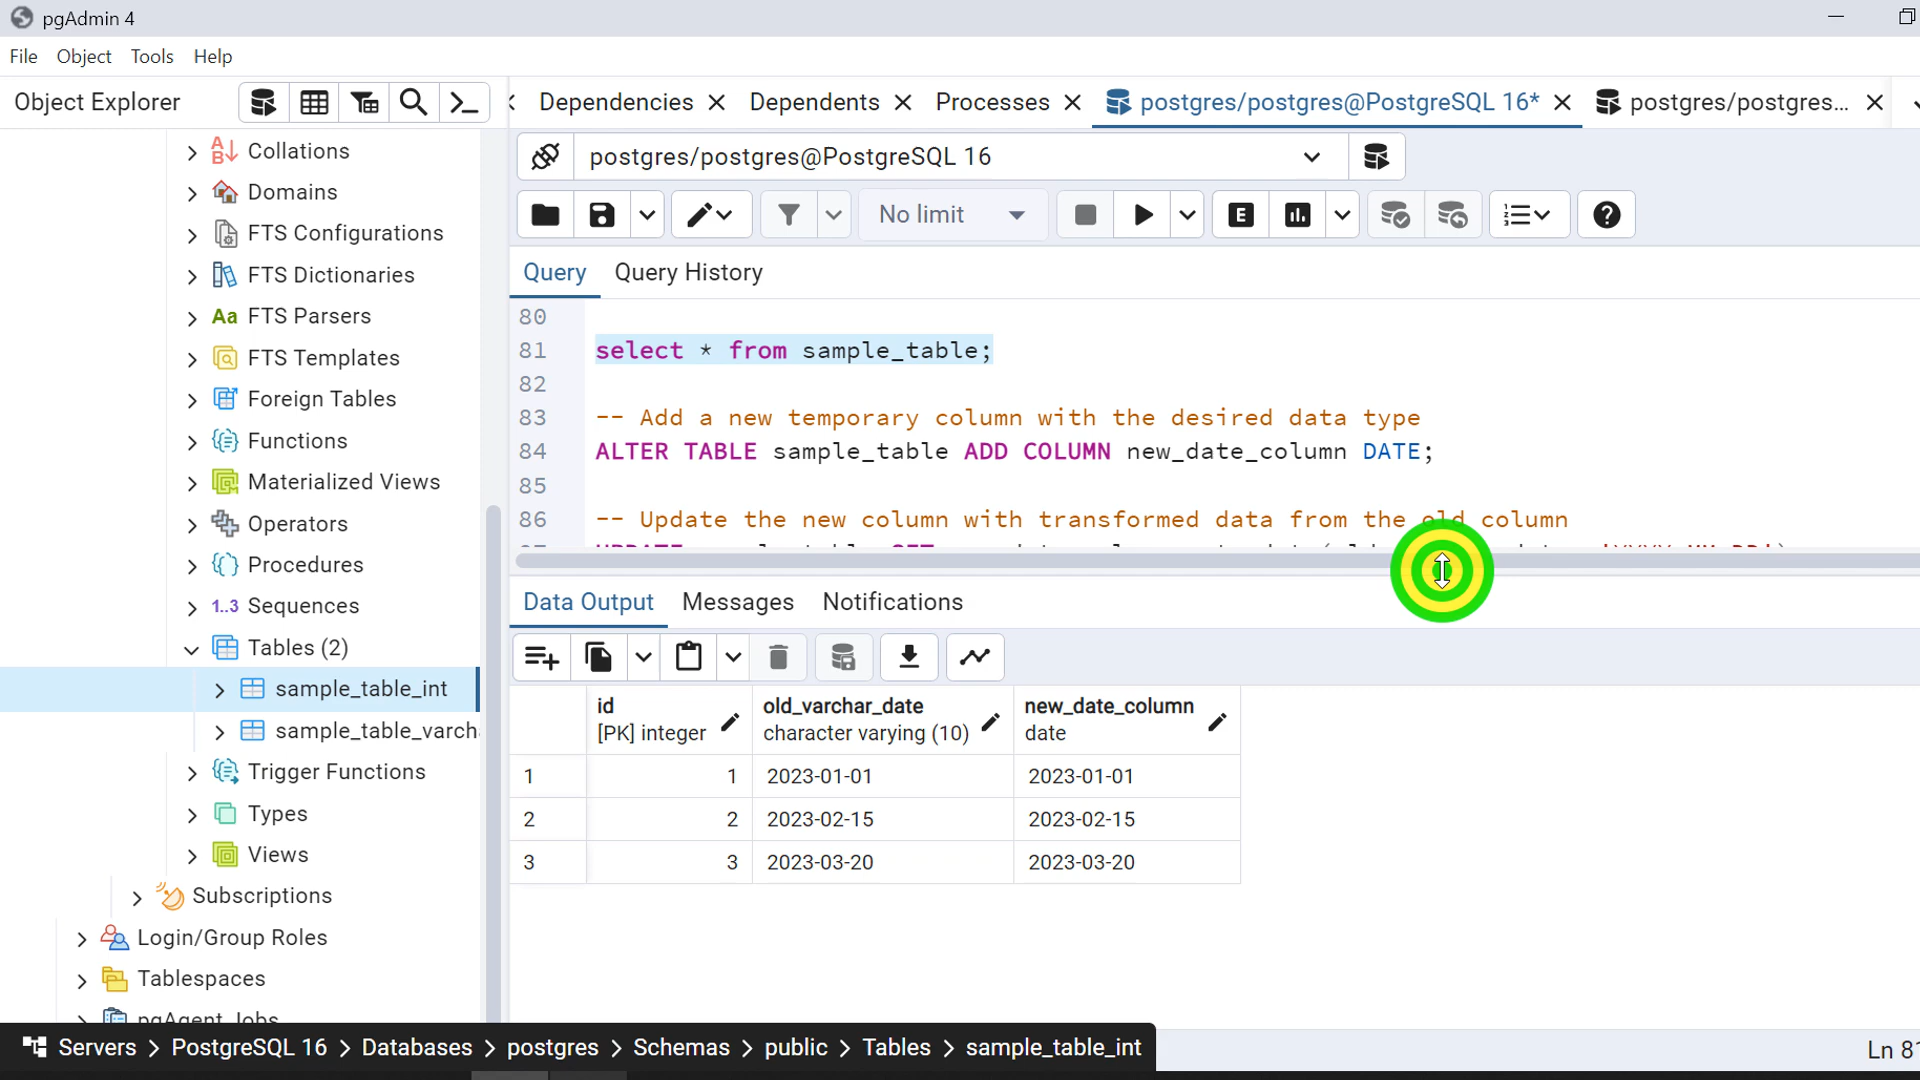 pgAdmin 4
File Object Tools Help
Object Explorer
Dependencies Dependents Processes postgres/postgres@PostgreSQL 16* postgres/postgres...
postgres/postgres@PostgreSQL 16
No limit
Query Query History
80
81 select * from sample_table;
82
83 -- Add a new temporary column with the desired data type
84 ALTER TABLE sample_table ADD COLUMN new_date_column DATE;
85
86 -- Update the new column with transformed data from the old column
Data Output Messages Notifications
id
[PK] integer
old_varchar_date
character varying (10)
new_date_column
date
1 1 2023-01-01 2023-01-01
2 2 2023-02-15 2023-02-15
3 3 2023-03-20 2023-03-20
Collations
Domains
FTS Configurations
FTS Dictionaries
Aa FTS Parsers
FTS Templates
Foreign Tables
Functions
Materialized Views
Operators
Procedures
1..3 Sequences
Tables (2)
sample_table_int
sample_table_varch
Trigger Functions
Types
Views
Subscriptions
Login/Group Roles
Tablespaces
pgAgent Jobs
Servers > PostgreSQL 16 > Databases > postgres > Schemas > public > Tables > sample_table_int
Ln 81